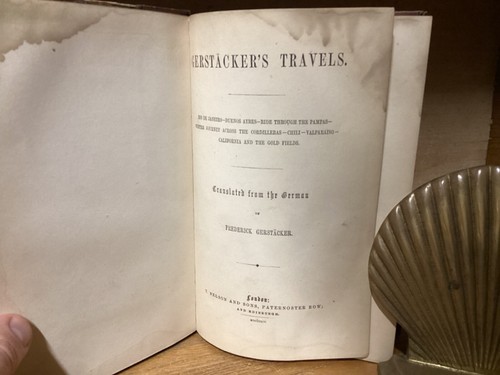 GERSTÄCKER'S TRAVELS.
RIO DE JANEIRO—BUENOS AYRES—RIDE THROUGH THE PAMPAS—
WINTER JOURNEY ACROSS THE CORDILLERAS—CHILI—VALPARAISO—
CALIFORNIA AND THE GOLD FIELDS.
Translated from the German
OF
FREDERICK GERSTÄCKER.
London:
T. NELSON AND SONS, PATERNOSTER ROW;
AND EDINBURGH.